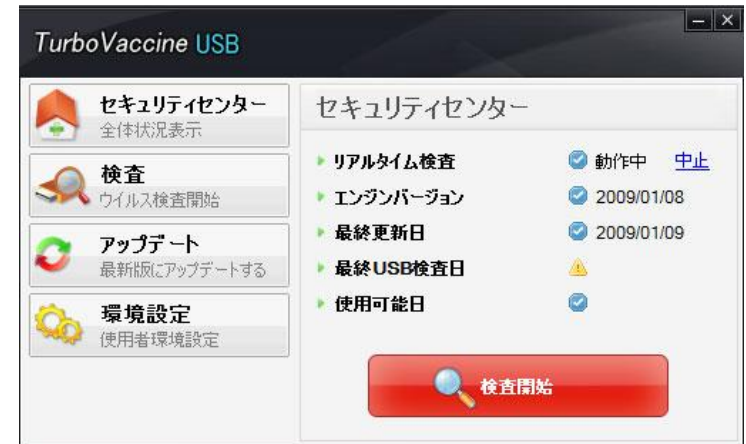 TurboVaccine USB
セキュリティセンター
全体状況表示
検査
ウイルス検査開始
アップデート
最新版にアップデートする
環境設定
使用者環境設定
セキュリティセンター
リアルタイム検査 動作中 中止
エンジンバージョン 2009/01/08
最終更新日 2009/01/09
最終USB検査日
使用可能日
検査開始